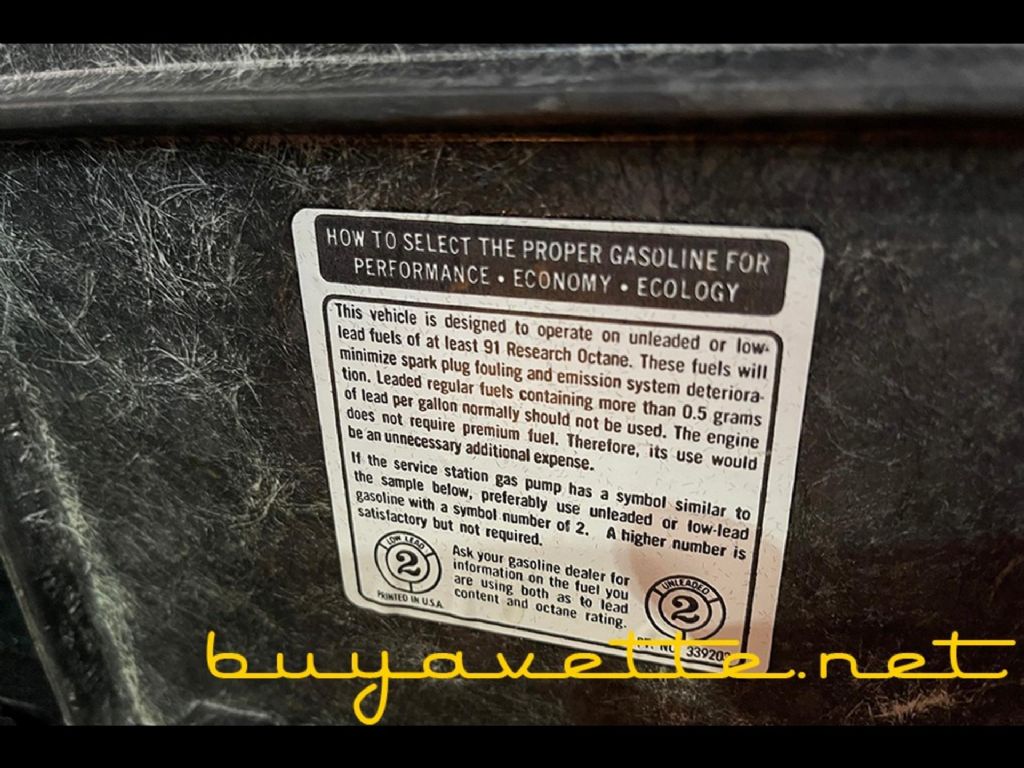 HOW TO SELECT THE PROPER GASOLINE FOR
PERFORMANCE • ECONOMY • ECOLOGY
This vehicle is designed to operate on unleaded or low-
lead fuels of at least 91 Research Octane. These fuels will
minimize spark plug fouling and emission system deteriora-
tion. Leaded regular fuels containing more than 0.5 grams
of lead per gallon normally should not be used. The engine
does not require premium fuel. Therefore, its use would
be an unnecessary additional expense.
If the service station gas pump has a symbol similar to
the sample below, preferably use unleaded or low-lead
gasoline with a symbol number of 2. A higher number is
satisfactory but not required.
LOW LEAD
2
PRINTED IN U.S.A.
Ask your gasoline dealer for
information on the fuel you
are using both as to lead
content and octane rating.
UNLEADED
2
PT. NO.
buyavette.net